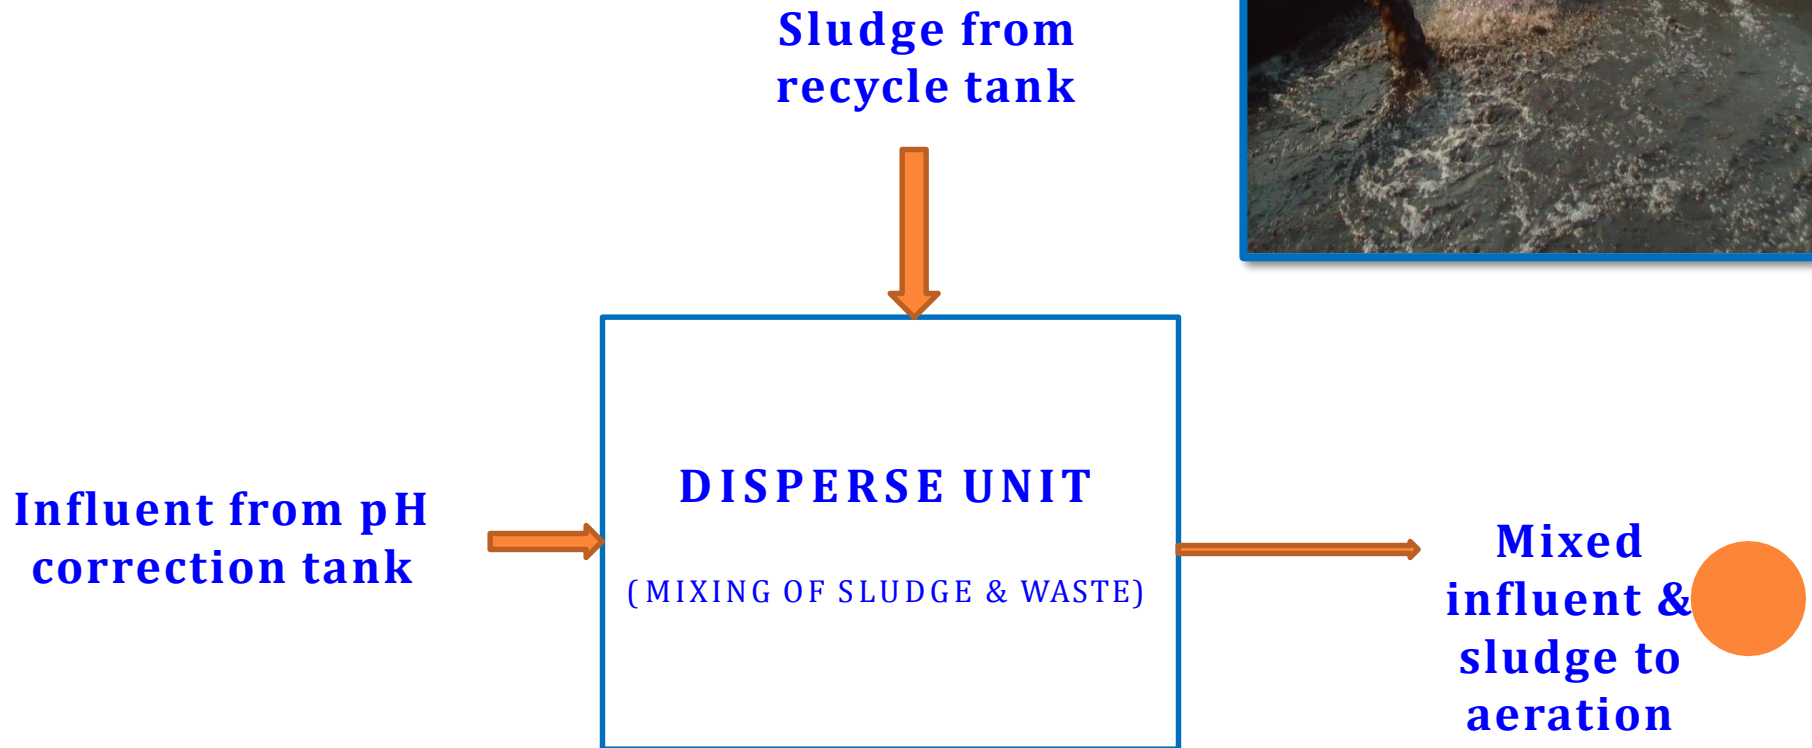 Sludge from
recycle tank
DISPERSE UNIT
(MIXING OF SLUDGE & WASTE)
Influent from pH
correction tank
Mixed
influent &
sludge to
aeration